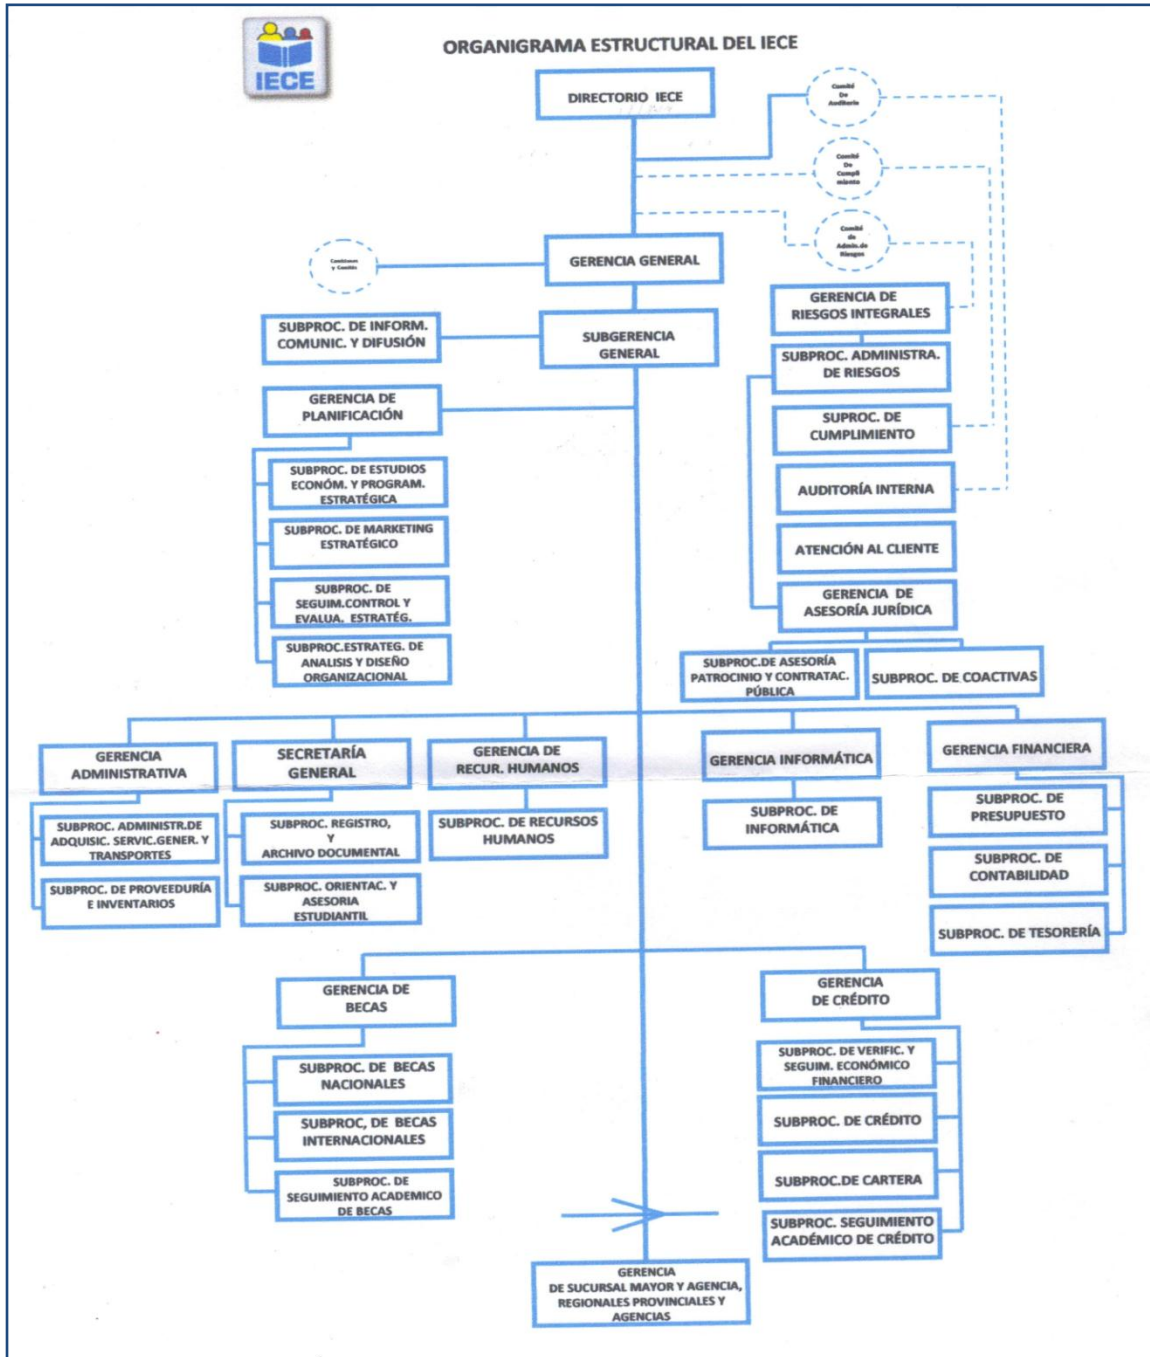 IECE
ORGANIGRAMA ESTRUCTURAL DEL IECE
DIRECTORIO IECE
Comité
De
Auditoria
Comité
De
Cumpli
miento
Comité
de
Admin.de
Riesgos
y Comités
GERENCIA GENERAL
SUBPROC. DE INFORM.
COMUNIC. Y DIFUSIÓN
SUBGERENCIA
GENERAL
GERENCIA DE
RIESGOS INTEGRALES
SUBPROC. ADMINISTRA.
DE RIESGOS
SUPROC. DE
CUMPLIMIENTO
AUDITORÍA INTERNA
ATENCIÓN AL CLIENTE
GERENCIA DE
ASESORÍA JURÍDICA
SUBPROC.DE ASESORÍA
PATROCINIO Y CONTRATAC.
PÚBLICA
SUBPROC. DE COACTIVAS
GERENCIA DE
PLANIFICACIÓN
SUBPROC. DE ESTUDIOS
ECONÓM. Y PROGRAM.
ESTRATÉGICA
SUBPROC. DE MARKETING
ESTRATÉGICO
SUBPROC. DE
SEGUIM.CONTROL Y
EVALUA. ESTRATÉG.
SUBPROC.ESTRATEG. DE
ANALISIS Y DISEÑO
ORGANIZACIONAL
GERENCIA
ADMINISTRATIVA
SUBPROC. ADMINISTR.DE
ADQUISIC. SERVIC.GENER. Y
TRANSPORTES
SUBPROC. DE PROVEEDURÍA
E INVENTARIOS
SECRETARÍA
GENERAL
SUBPROC. REGISTRO,
Y
ARCHIVO DOCUMENTAL
SUBPROC. ORIENTAC. Y
ASESORIA
ESTUDIANTIL
GERENCIA DE
RECUR. HUMANOS
SUBPROC. DE RECURSOS
HUMANOS
GERENCIA INFORMÁTICA
SUBPROC. DE
INFORMÁTICA
GERENCIA FINANCIERA
SUBPROC. DE
PRESUPUESTO
SUBPROC. DE
CONTABILIDAD
SUBPROC. DE TESORERÍA
GERENCIA DE
BECAS
SUBPROC. DE BECAS
NACIONALES
SUBPROC, DE BECAS
INTERNACIONALES
SUBPROC. DE
SEGUIMIENTO ACADEMICO
DE BECAS
GERENCIA
DE CRÉDITO
SUBPROC. DE VERIFIC. Y
SEGUIM. ECONÓMICO
FINANCIERO
SUBPROC. DE CRÉDITO
SUBPROC.DE CARTERA
SUBPROC. SEGUIMIENTO
ACADÉMICO DE CRÉDITO
GERENCIA
DE SUCURSAL MAYOR Y AGENCIA,
REGIONALES PROVINCIALES Y
AGENCIAS